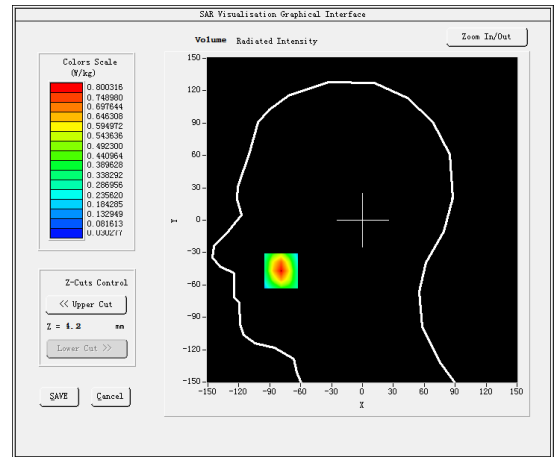 SAR Visualisation Graphical Interface
Volume Radiated Intensity
Zoom In/Out
Colors Scale
(W/kg)
0.800316
0.748980
0.697644
0.646308
0.594972
0.543636
0.492300
0.440964
0.389628
0.338292
0.286956
0.235620
0.184285
0.132949
0.081613
0.030277
Z-Cuts Control
<< Upper Cut
Z = 4.2 mm
Lower Cut >>
SAVE Cancel
150
120
90
60
30
0
-30
-60
-90
-120
-150
Y
-150 -120 -90 -60 -30 0 30 60 90 120 150
X